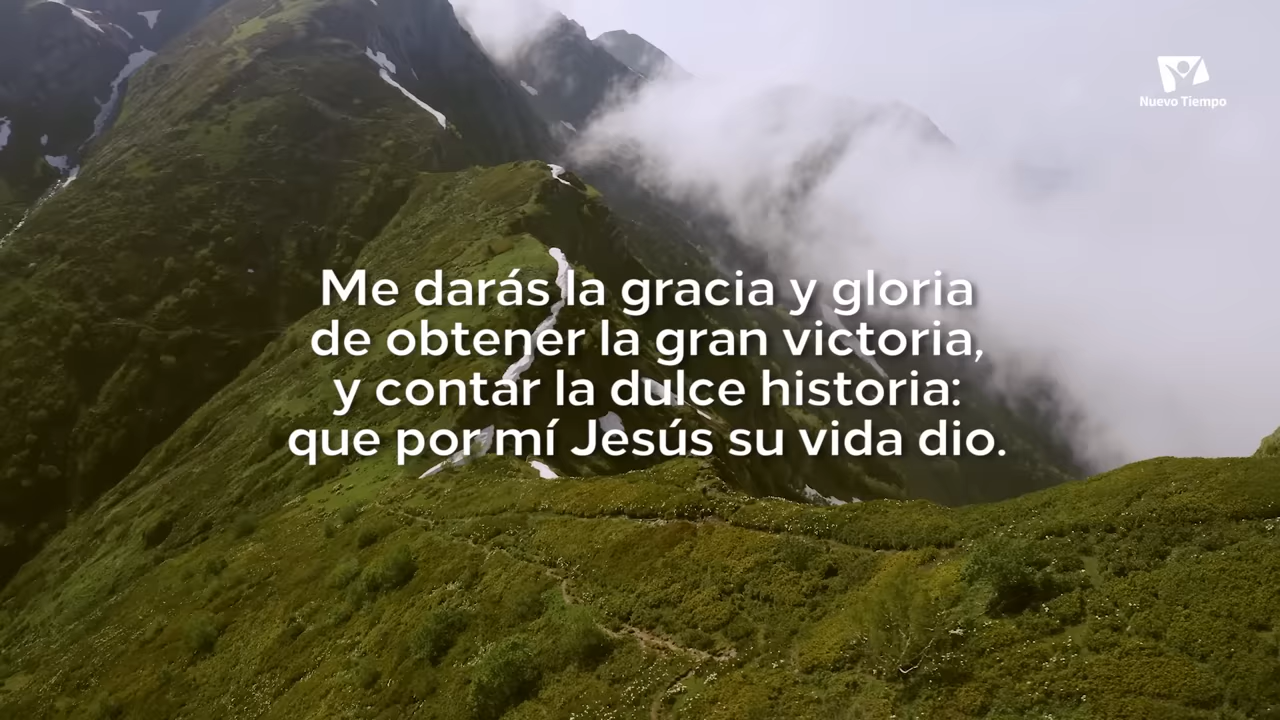 Nuevo Tiempo
Me darás la gracia y gloria
de obtener la gran victoria,
y contar la dulce historia:
que por mí Jesús su vida dio.